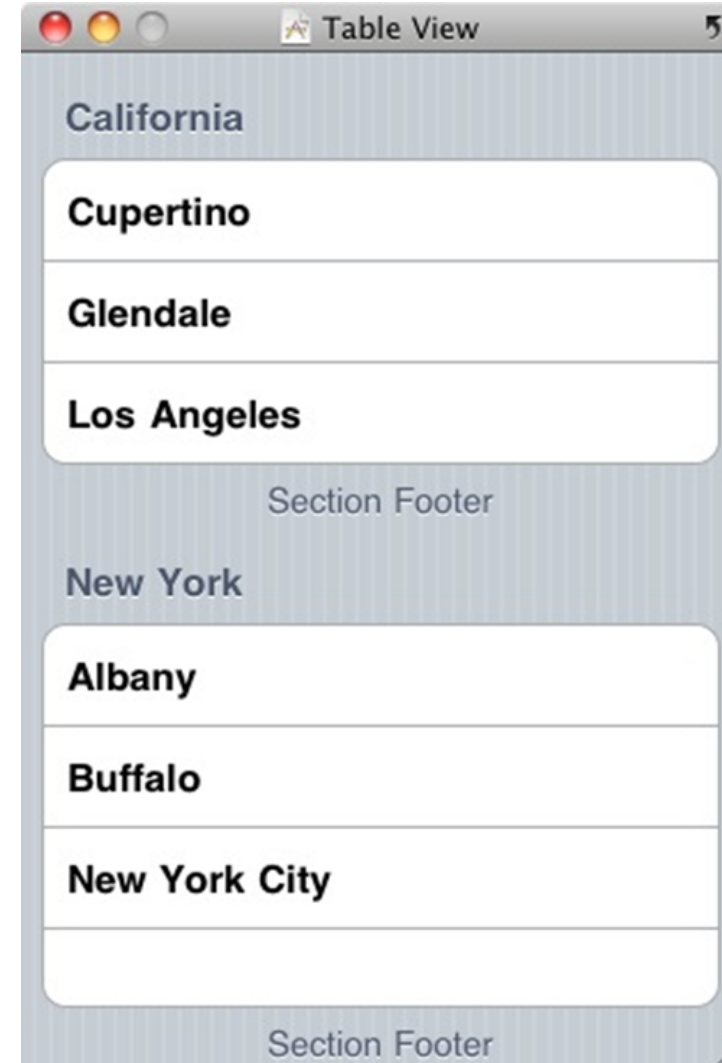 Table View
California
Cupertino
Glendale
Los Angeles
Section Footer
New York
Albany
Buffalo
New York City
Section Footer